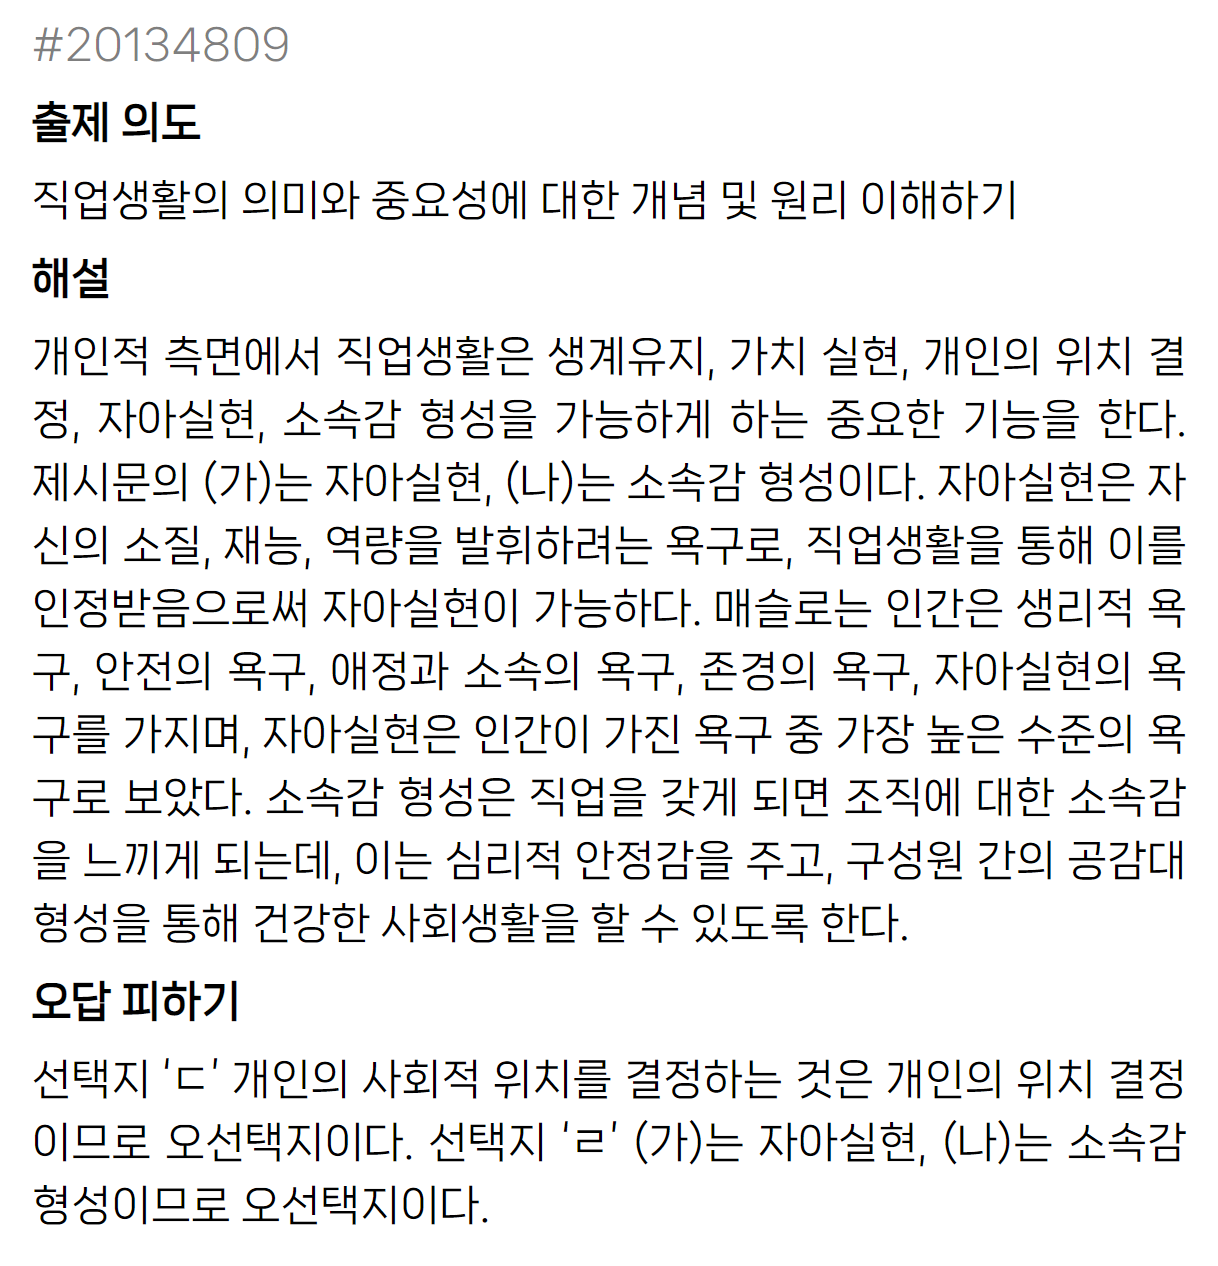 #20134809
출제 의도
직업생활의 의미와 중요성에 대한 개념 및 원리 이해하기
해설
개인적 측면에서 직업생활은 생계유지, 가치 실현, 개인의 위치 결
정, 자아실현, 소속감 형성을 가능하게 하는 중요한 기능을 한다.
제시문의 (가)는 자아실현, (나)는 소속감 형성이다. 자아실현은 자
신의 소질, 재능, 역량을 발휘하려는 욕구로, 직업생활을 통해 이를
인정받음으로써 자아실현이 가능하다. 매슬로는 인간은 생리적 욕
구, 안전의 욕구, 애정과 소속의 욕구, 존경의 욕구, 자아실현의 욕
구를 가지며, 자아실현은 인간이 가진 욕구 중 가장 높은 수준의 욕
구로 보았다. 소속감 형성은 직업을 갖게 되면 조직에 대한 소속감
을 느끼게 되는데, 이는 심리적 안정감을 주고, 구성원 간의 공감대
형성을 통해 건강한 사회생활을 할 수 있도록 한다.
오답 피하기
선택지 'ㄷ' 개인의 사회적 위치를 결정하는 것은 개인의 위치 결정
이므로 오선택지이다. 선택지 'ㄹ' (가)는 자아실현, (나)는 소속감
형성이므로 오선택지이다.